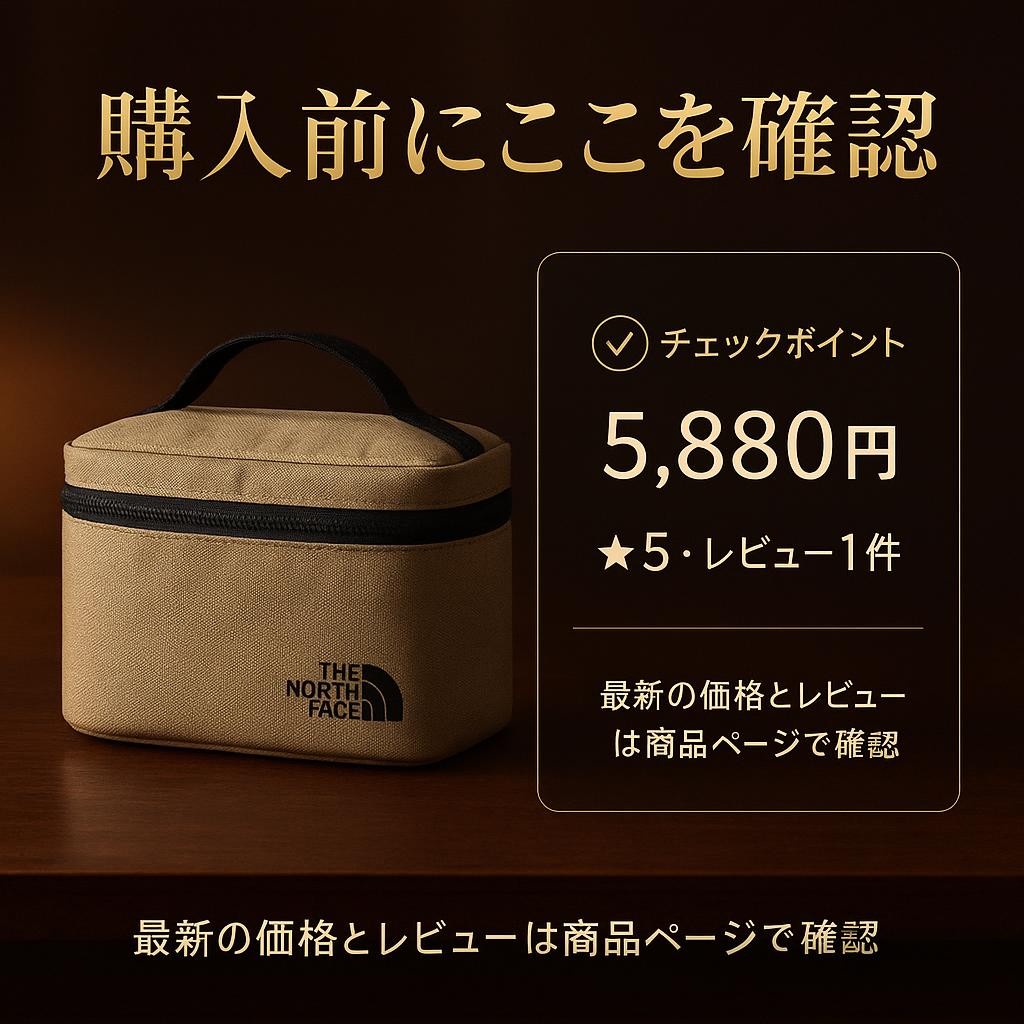 購入前にここを確認
チェックポイント
5,880円
★5・レビュー1件
最新の価格とレビュー
は商品ページで確認
THE
NORTH
FACE
最新の価格とレビューは商品ページで確認